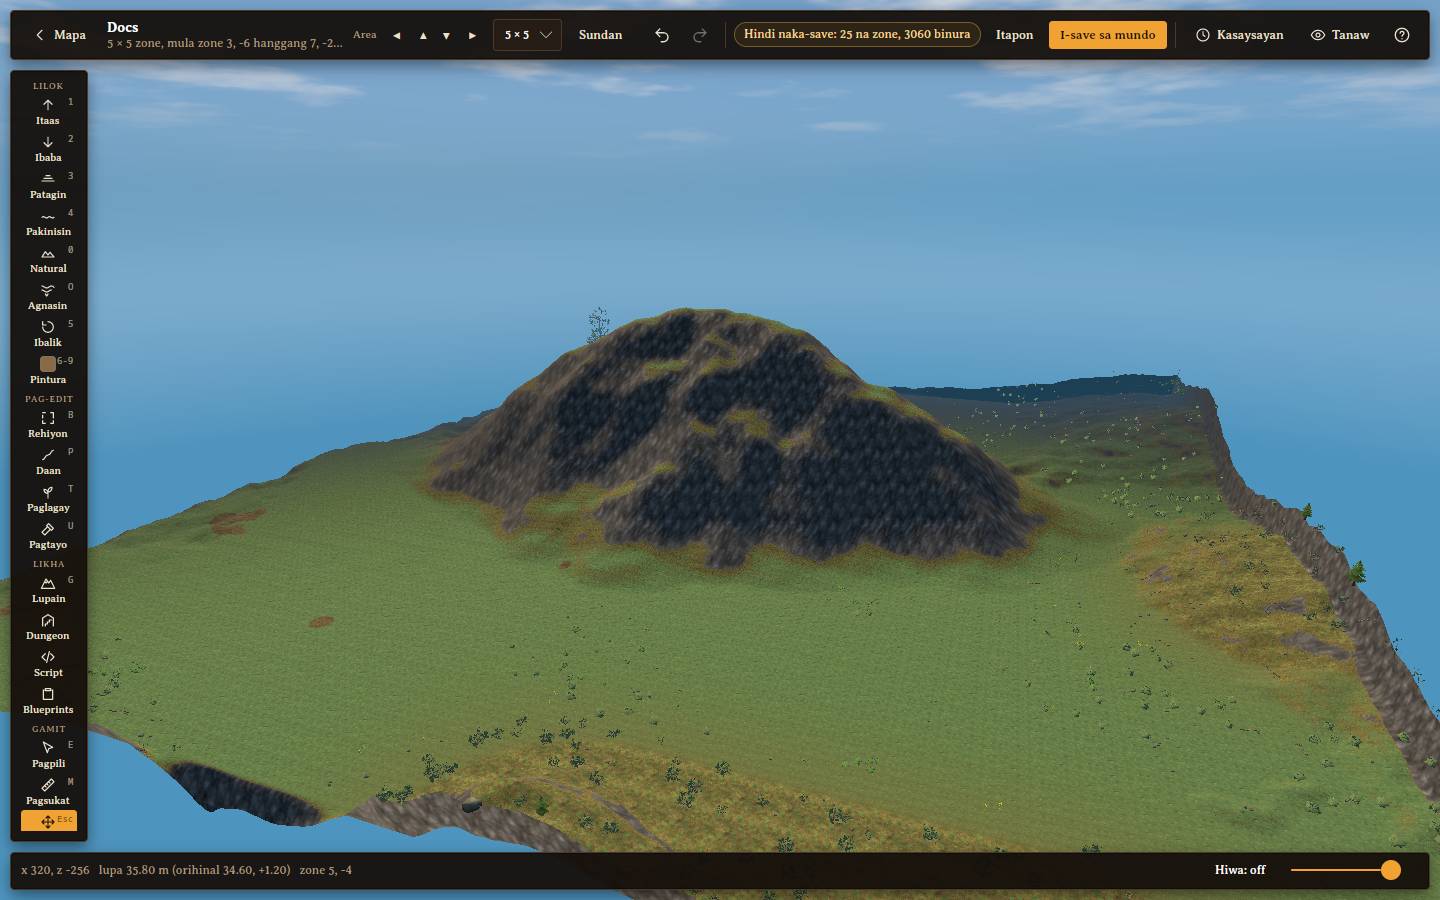 Mapa
Docs
5 × 5 zone, mula zone 3, -6 hanggang 7, -2...
Area
5 × 5
Sundan
Hindi naka-save: 25 na zone, 3060 binura
Itapon
I-save sa mundo
Kasaysayan
Tanaw
LILOK
1
Itaas
2
Ibaba
3
Patagin
4
Pakinisin
0
Natural
O
Agnasin
5
Ibalik
6-9
Pintura
PAG-EDIT
B
Rehiyon
P
Daan
T
Paglagay
U
Pagtayo
LIKHA
G
Lupain
Dungeon
Script
Blueprints
GAMIT
E
Pagpili
M
Pagsukat
Esc
x 320, z -256 lupa 35.80 m (orihinal 34.60, +1.20) zone 5, -4
Hiwa: off